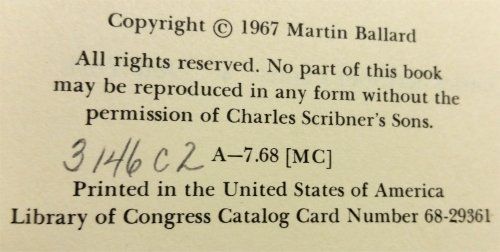 Copyright © 1967 Martin Ballard
All rights reserved. No part of this book
may be reproduced in any form without the
permission of Charles Scribner's Sons.
3146 C2 A—7.68 [MC]
Printed in the United States of America
Library of Congress Catalog Card Number 68-29361